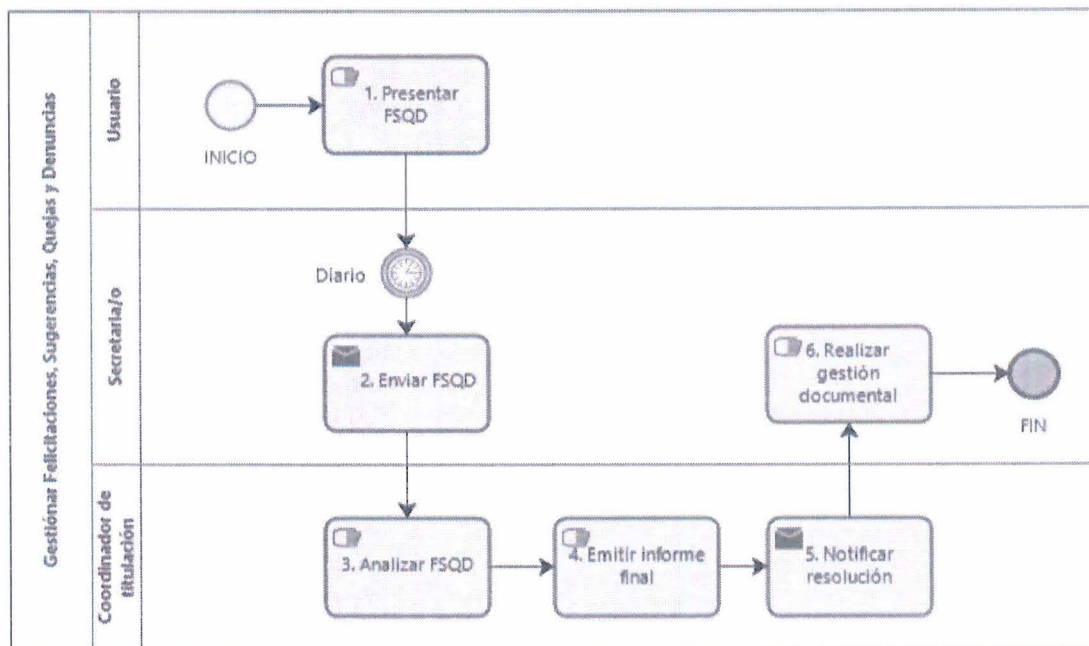 Gestiónar Felicitaciones, Sugerencias, Quejas y Denuncias
Usuario
INICIO
1. Presentar
FSQD
Secretaria/o
Diario
2. Enviar FSQD
6. Realizar
gestión
documental
FIN
Coordinador de
titulación
3. Analizar FSQD
4. Emitir informe
final
5. Notificar
resolución